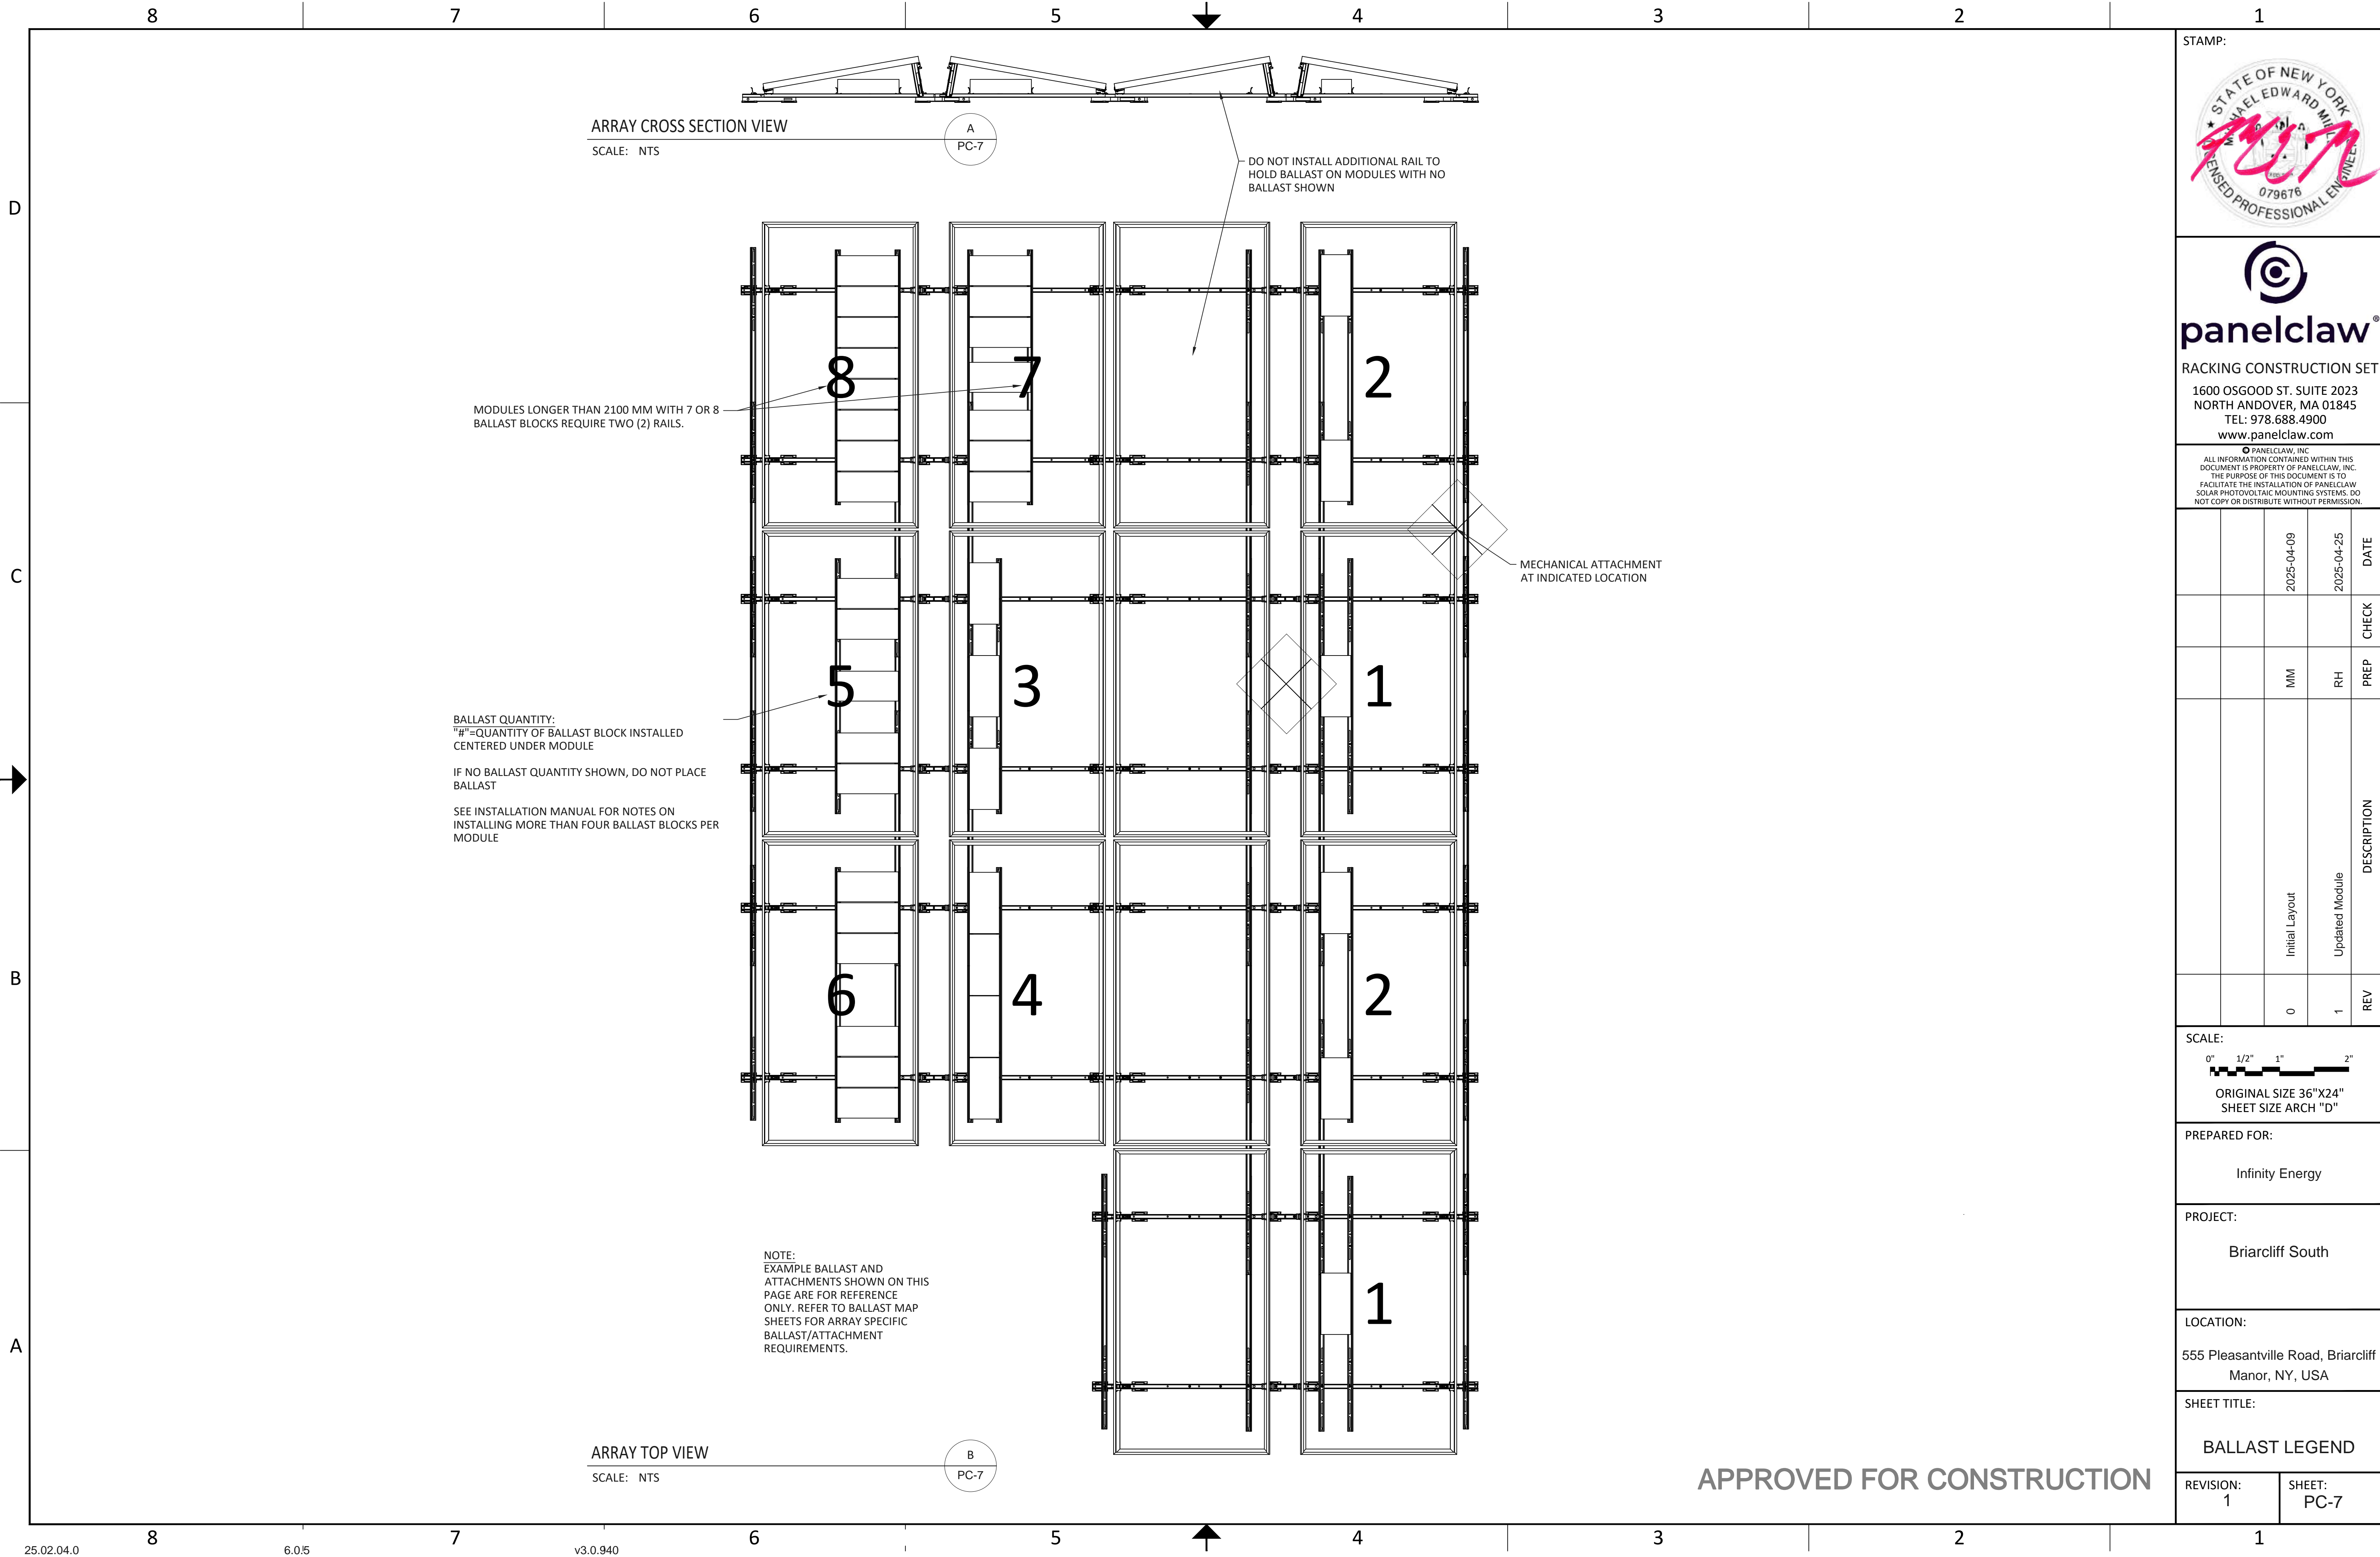 8 7 6 5 4 3 2 1
D
C
B
A
ARRAY CROSS SECTION VIEW
SCALE: NTS
A
PC-7
DO NOT INSTALL ADDITIONAL RAIL TO
HOLD BALLAST ON MODULES WITH NO
BALLAST SHOWN
8 7 2
MODULES LONGER THAN 2100 MM WITH 7 OR 8
BALLAST BLOCKS REQUIRE TWO (2) RAILS.
MECHANICAL ATTACHMENT
AT INDICATED LOCATION
5 3 1
BALLAST QUANTITY:
"#"=QUANTITY OF BALLAST BLOCK INSTALLED
CENTERED UNDER MODULE
IF NO BALLAST QUANTITY SHOWN, DO NOT PLACE
BALLAST
SEE INSTALLATION MANUAL FOR NOTES ON
INSTALLING MORE THAN FOUR BALLAST BLOCKS PER
MODULE
6 4 2
1
NOTE:
EXAMPLE BALLAST AND
ATTACHMENTS SHOWN ON THIS
PAGE ARE FOR REFERENCE
ONLY. REFER TO BALLAST MAP
SHEETS FOR ARRAY SPECIFIC
BALLAST/ATTACHMENT
REQUIREMENTS.
ARRAY TOP VIEW
SCALE: NTS
B
PC-7
APPROVED FOR CONSTRUCTION
STAMP:
STATE OF NEW YORK
EDWARD
079676
PROFESSIONAL
panelclaw®
RACKING CONSTRUCTION SET
1600 OSGOOD ST. SUITE 2023
NORTH ANDOVER, MA 01845
TEL: 978.688.4900
www.panelclaw.com
© PANELCLAW, INC
ALL INFORMATION CONTAINED WITHIN THIS
DOCUMENT IS PROPERTY OF PANELCLAW, INC.
THE PURPOSE OF THIS DOCUMENT IS TO
FACILITATE THE INSTALLATION OF PANELCLAW
SOLAR PHOTOVOLTAIC MOUNTING SYSTEMS. DO
NOT COPY OR DISTRIBUTE WITHOUT PERMISSION.
0 Initial Layout MM 2025-04-09
1 Updated Module RH 2025-04-25
REV DESCRIPTION PREP CHECK DATE
SCALE:
0" 1/2" 1" 2"
ORIGINAL SIZE 36"X24"
SHEET SIZE ARCH "D"
PREPARED FOR:
Infinity Energy
PROJECT:
Briarcliff South
LOCATION:
555 Pleasantville Road, Briarcliff
Manor, NY, USA
SHEET TITLE:
BALLAST LEGEND
REVISION:
1
SHEET:
PC-7
8 7 6 5 4 3 2 1
25.02.04.0 6.0.5 v3.0.940